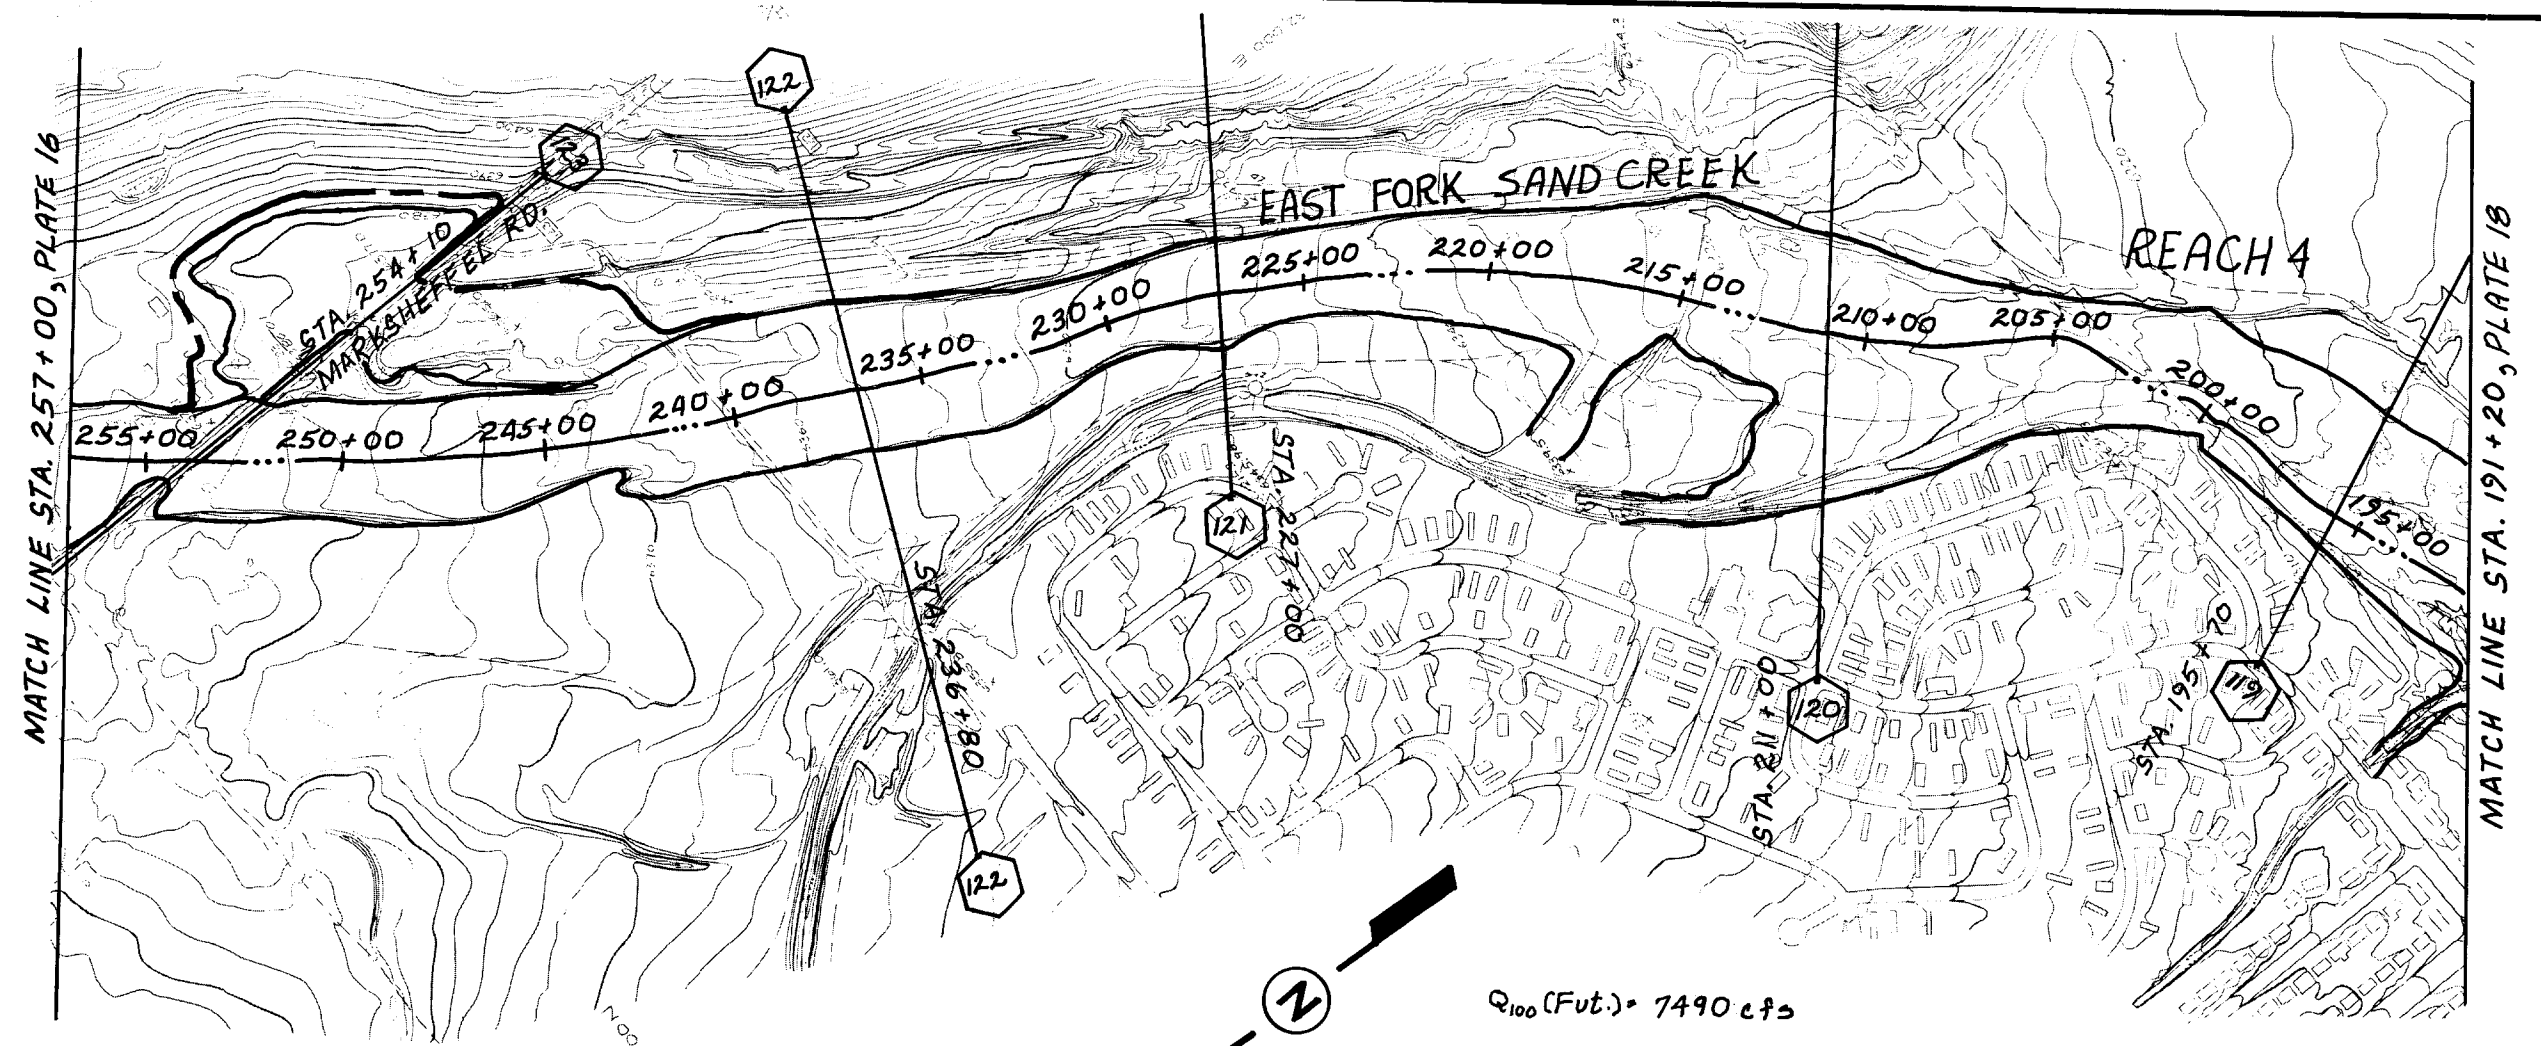 MATCH LINE STA. 257+00, PLATE 16
122
123
STA. 254+10
MARKSHEFFEL RD.
EAST FORK SAND CREEK
REACH 4
255+00
250+00
245+00
240+00
235+00
230+00
225+00
220+00
215+00
210+00
205+00
200+00
195+00
STA. 236+80
122
121
STA. 227+00
STA. 211+00
120
STA. 195+70
119
MATCH LINE STA. 191+20, PLATE 18
N
Q100 (Fut.)= 7490 cfs